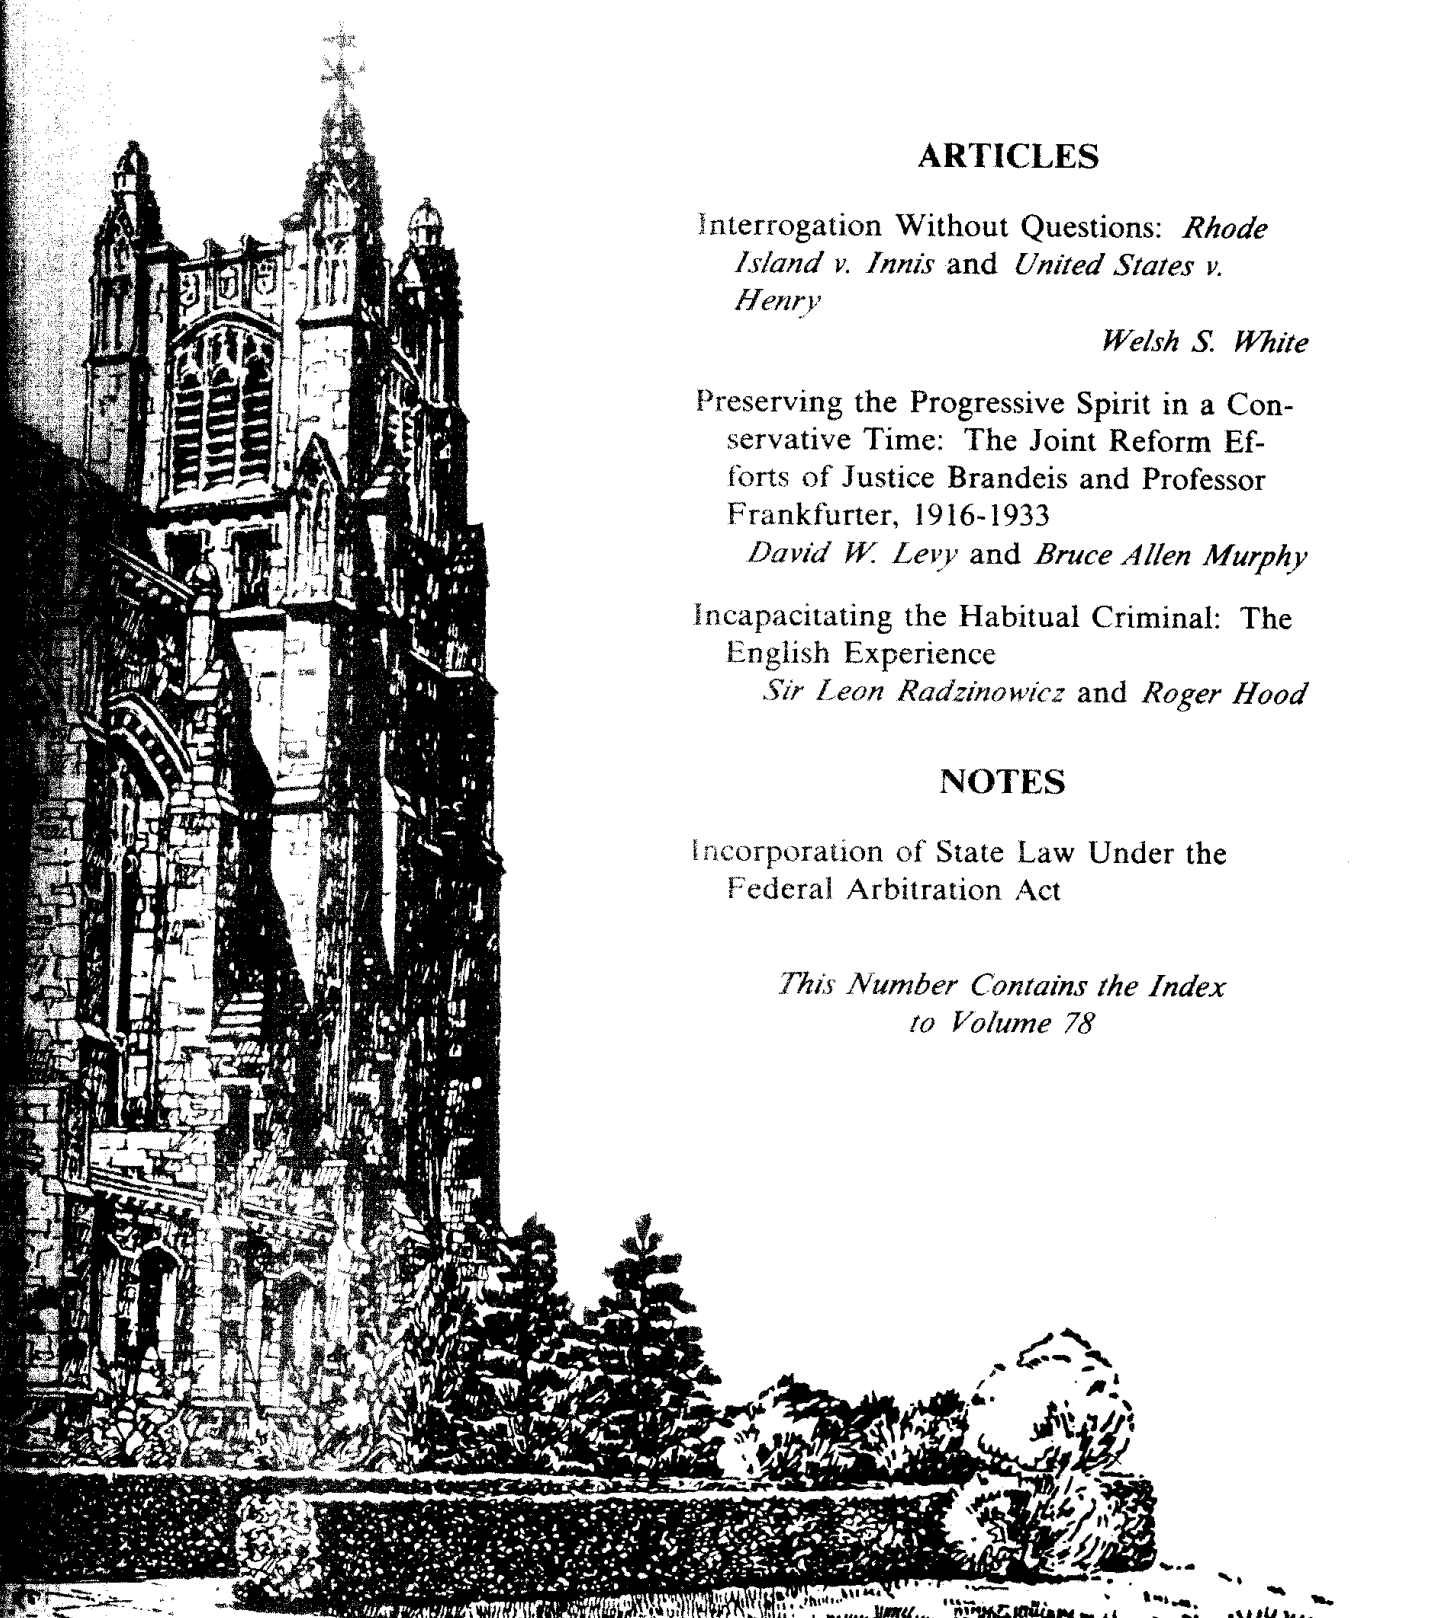 ARTICLES
Interrogation Without Questions: Rhode
Island v. Innis and United States v.
Henry
Welsh S. White
Preserving the Progressive Spirit in a Con-
servative Time: The Joint Reform Ef-
forts of Justice Brandeis and Professor
Frankfurter, 1916-1933
David W. Levy and Bruce Allen Murphy
Incapacitating the Habitual Criminal: The
English Experience
Sir Leon Radzinowicz and Roger Hood
NOTES
Incorporation of State Law Under the
Federal Arbitration Act
This Number Contains the Index
to Volume 78